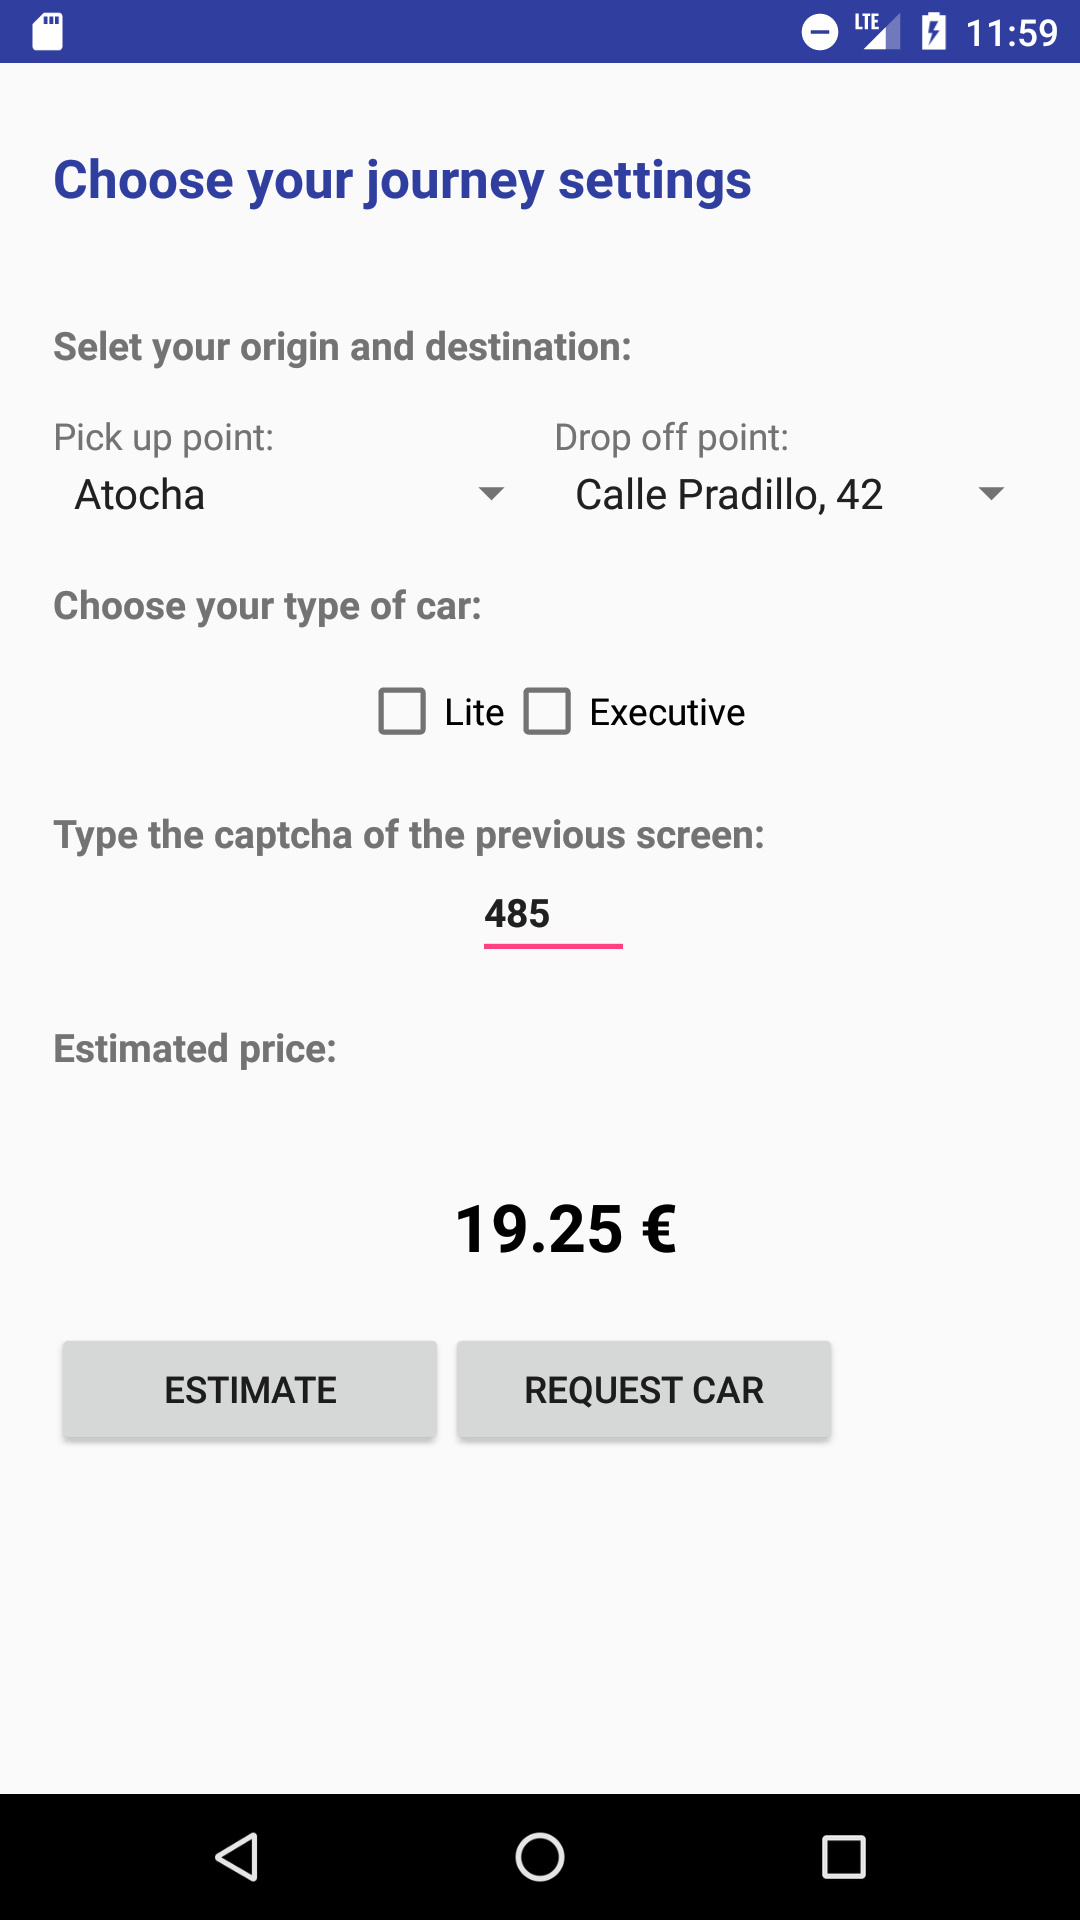 LTE 11:59
Choose your journey settings
Selet your origin and destination:
Pick up point: Drop off point:
Atocha Calle Pradillo, 42
Choose your type of car:
Lite Executive
Type the captcha of the previous screen:
485
Estimated price:
19.25 €
ESTIMATE REQUEST CAR